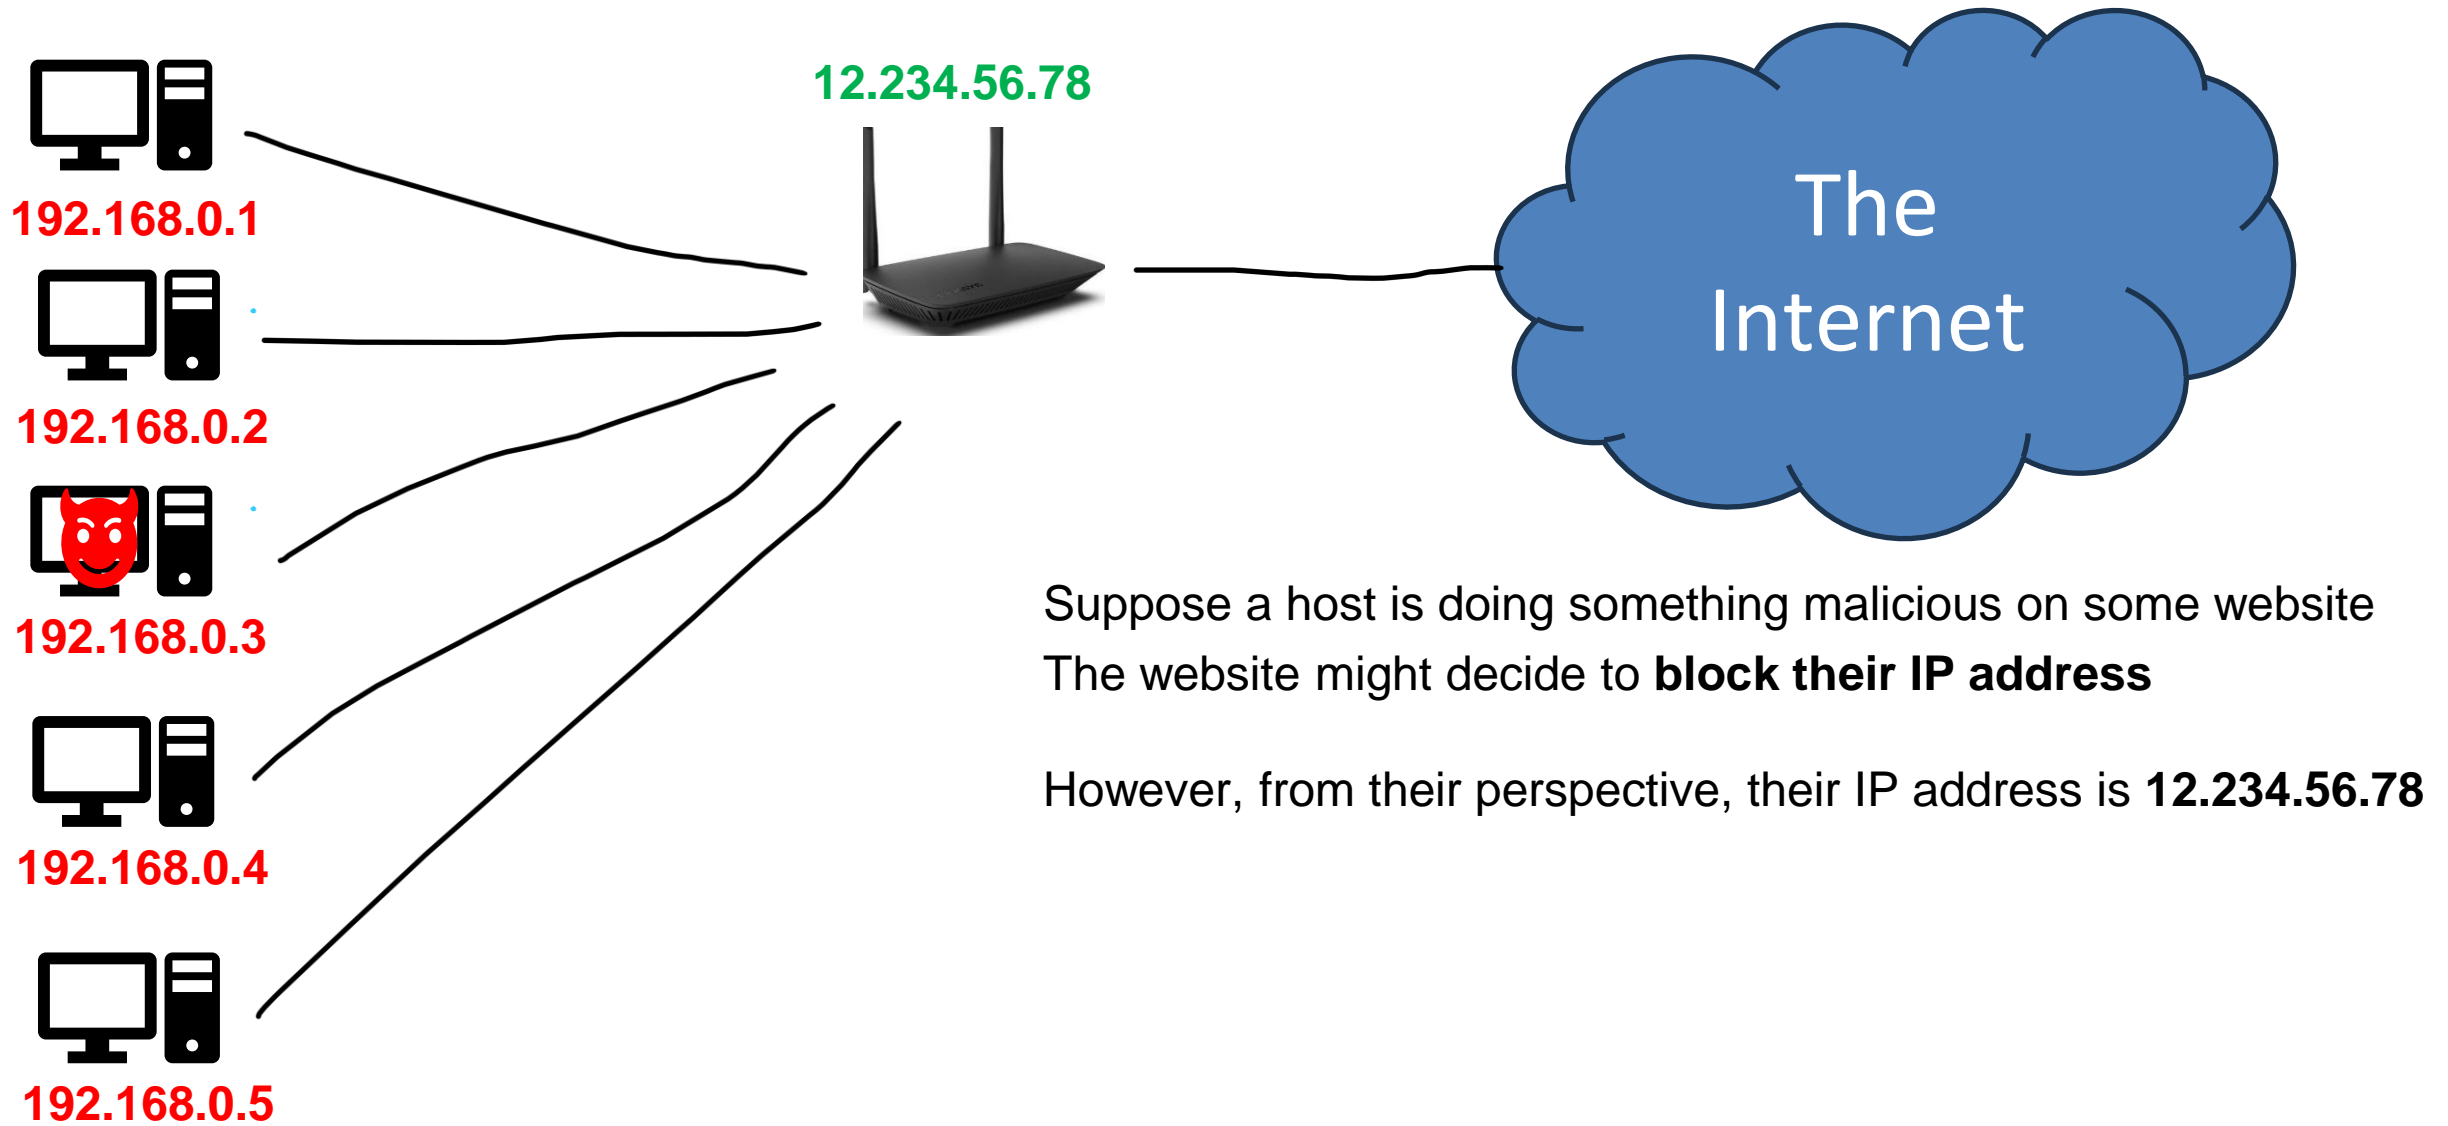 12.234.56.78
192.168.0.1
192.168.0.2
192.168.0.3
192.168.0.4
192.168.0.5
The
Internet
Suppose a host is doing something malicious on some website
The website might decide to block their IP address
However, from their perspective, their IP address is 12.234.56.78